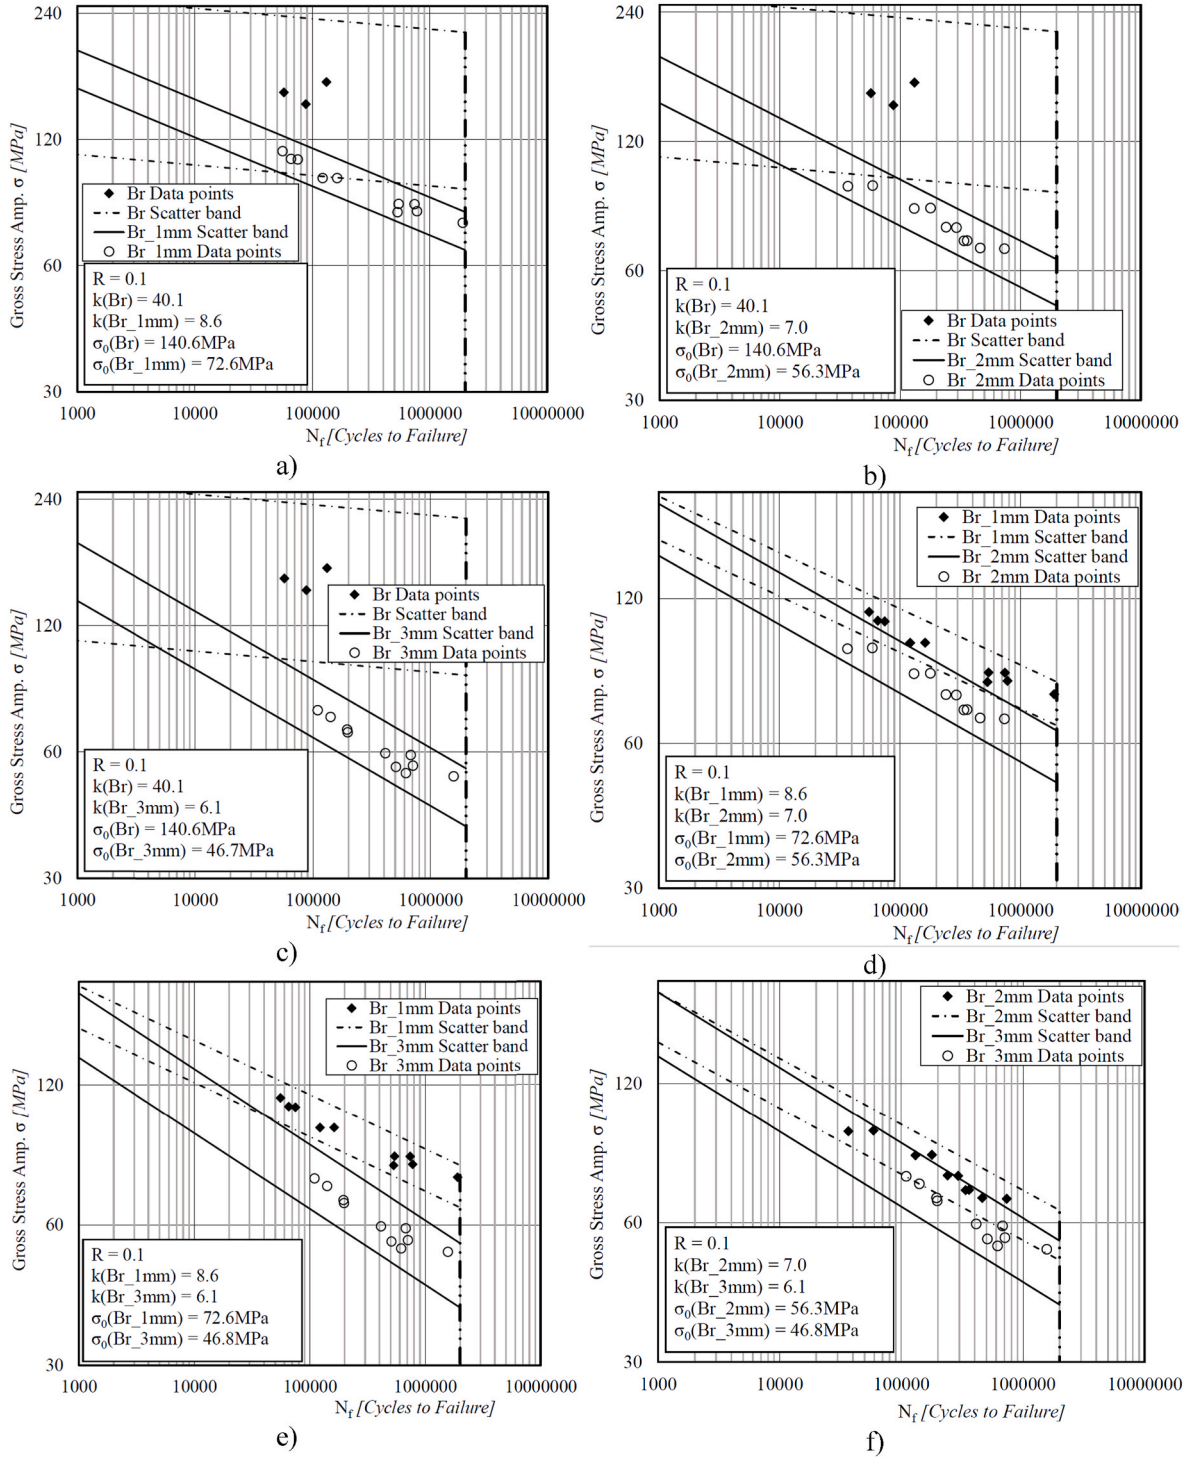 240
120
60
30
Gross Stress Amp. σ [MPa]
Br Data points
Br Scatter band
Br_1mm Scatter band
Br_1mm Data points
R = 0.1
k(Br) = 40.1
k(Br_1mm) = 8.6
σ0(Br) = 140.6MPa
σ0(Br_1mm) = 72.6MPa
1000 10000 100000 1000000 10000000
Nf [Cycles to Failure]
a)
240
120
60
30
Gross Stress Amp. σ [MPa]
R = 0.1
k(Br) = 40.1
k(Br_2mm) = 7.0
σ0(Br) = 140.6MPa
σ0(Br_2mm) = 56.3MPa
Br Data points
Br Scatter band
Br_2mm Scatter band
Br_2mm Data points
1000 10000 100000 1000000 10000000
Nf [Cycles to Failure]
b)
240
120
60
30
Gross Stress Amp. σ [MPa]
Br Data points
Br Scatter band
Br_3mm Scatter band
Br_3mm Data points
R = 0.1
k(Br) = 40.1
k(Br_3mm) = 6.1
σ0(Br) = 140.6MPa
σ0(Br_3mm) = 46.7MPa
1000 10000 100000 1000000 10000000
Nf [Cycles to Failure]
c)
120
60
30
Gross Stress Amp. σ [MPa]
Br_1mm Data points
Br_1mm Scatter band
Br_2mm Scatter band
Br_2mm Data points
R = 0.1
k(Br_1mm) = 8.6
k(Br_2mm) = 7.0
σ0(Br_1mm) = 72.6MPa
σ0(Br_2mm) = 56.3MPa
1000 10000 100000 1000000 10000000
Nf [Cycles to Failure]
d)
120
60
30
Gross Stress Amp. σ [MPa]
Br_1mm Data points
Br_1mm Scatter band
Br_3mm Scatter band
Br_3mm Data points
R = 0.1
k(Br_1mm) = 8.6
k(Br_3mm) = 6.1
σ0(Br_1mm) = 72.6MPa
σ0(Br_3mm) = 46.8MPa
1000 10000 100000 1000000 10000000
Nf [Cycles to Failure]
e)
120
60
30
Gross Stress Amp. σ [MPa]
Br_2mm Data points
Br_2mm Scatter band
Br_3mm Scatter band
Br_3mm Data points
R = 0.1
k(Br_2mm) = 7.0
k(Br_3mm) = 6.1
σ0(Br_2mm) = 56.3MPa
σ0(Br_3mm) = 46.8MPa
1000 10000 100000 1000000 10000000
Nf [Cycles to Failure]
f)